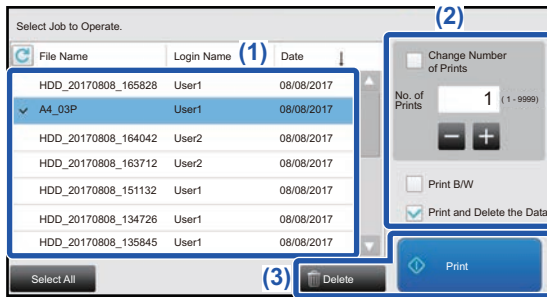 Select Job to Operate.
(2)
File Name Login Name (1) Date
HDD_20170808_165828 User1 08/08/2017
A4_03P User1 08/08/2017
HDD_20170808_164042 User2 08/08/2017
HDD_20170808_163712 User2 08/08/2017
HDD_20170808_151132 User1 08/08/2017
HDD_20170808_134726 User1 08/08/2017
HDD_20170808_135845 User1 08/08/2017
Change Number
of Prints
No. of
Prints
1 (1 - 9999)
Print B/W
Print and Delete the Data
Select All (3) Delete Print